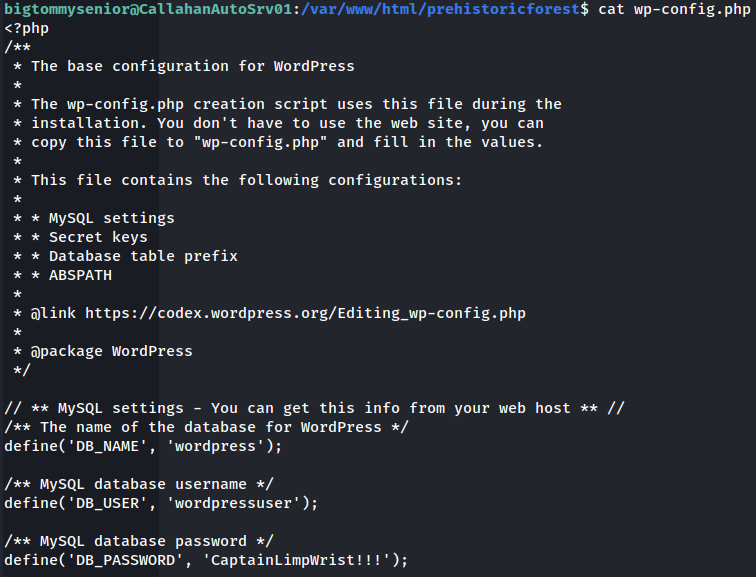 bigtommysenior@CallahanAutoSrv01:/var/www/html/prehistoricforest$ cat wp-config.php
<?php
/**
 * The base configuration for WordPress
 *
 * The wp-config.php creation script uses this file during the
 * installation. You don't have to use the web site, you can
 * copy this file to "wp-config.php" and fill in the values.
 *
 * This file contains the following configurations:
 *
 * * MySQL settings
 * * Secret keys
 * * Database table prefix
 * * ABSPATH
 *
 * @link https://codex.wordpress.org/Editing_wp-config.php
 *
 * @package WordPress
 */

// ** MySQL settings - You can get this info from your web host ** //
/** The name of the database for WordPress */
define('DB_NAME', 'wordpress');

/** MySQL database username */
define('DB_USER', 'wordpressuser');

/** MySQL database password */
define('DB_PASSWORD', 'CaptainLimpWrist!!!');